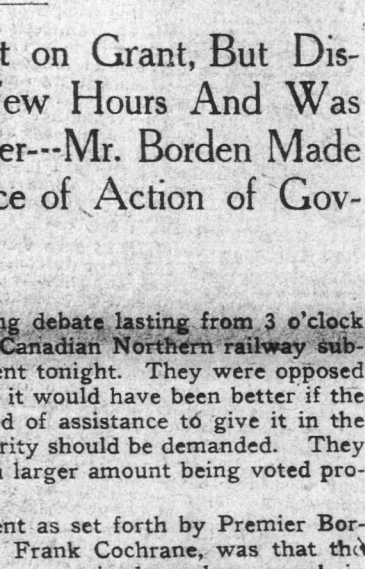 t on Grant, But Dis-
ew Hours And Was
er---Mr. Borden Made
ce of Action of Gov-
ng debate lasting from 3 o'clock
Canadian Northern railway sub-
ent tonight. They were opposed
it would have been better if the
d of assistance to give it in the
rity should be demanded. They
larger amount being voted pro-
ent as set forth by Premier Bor-
Frank Cochrane, was that the